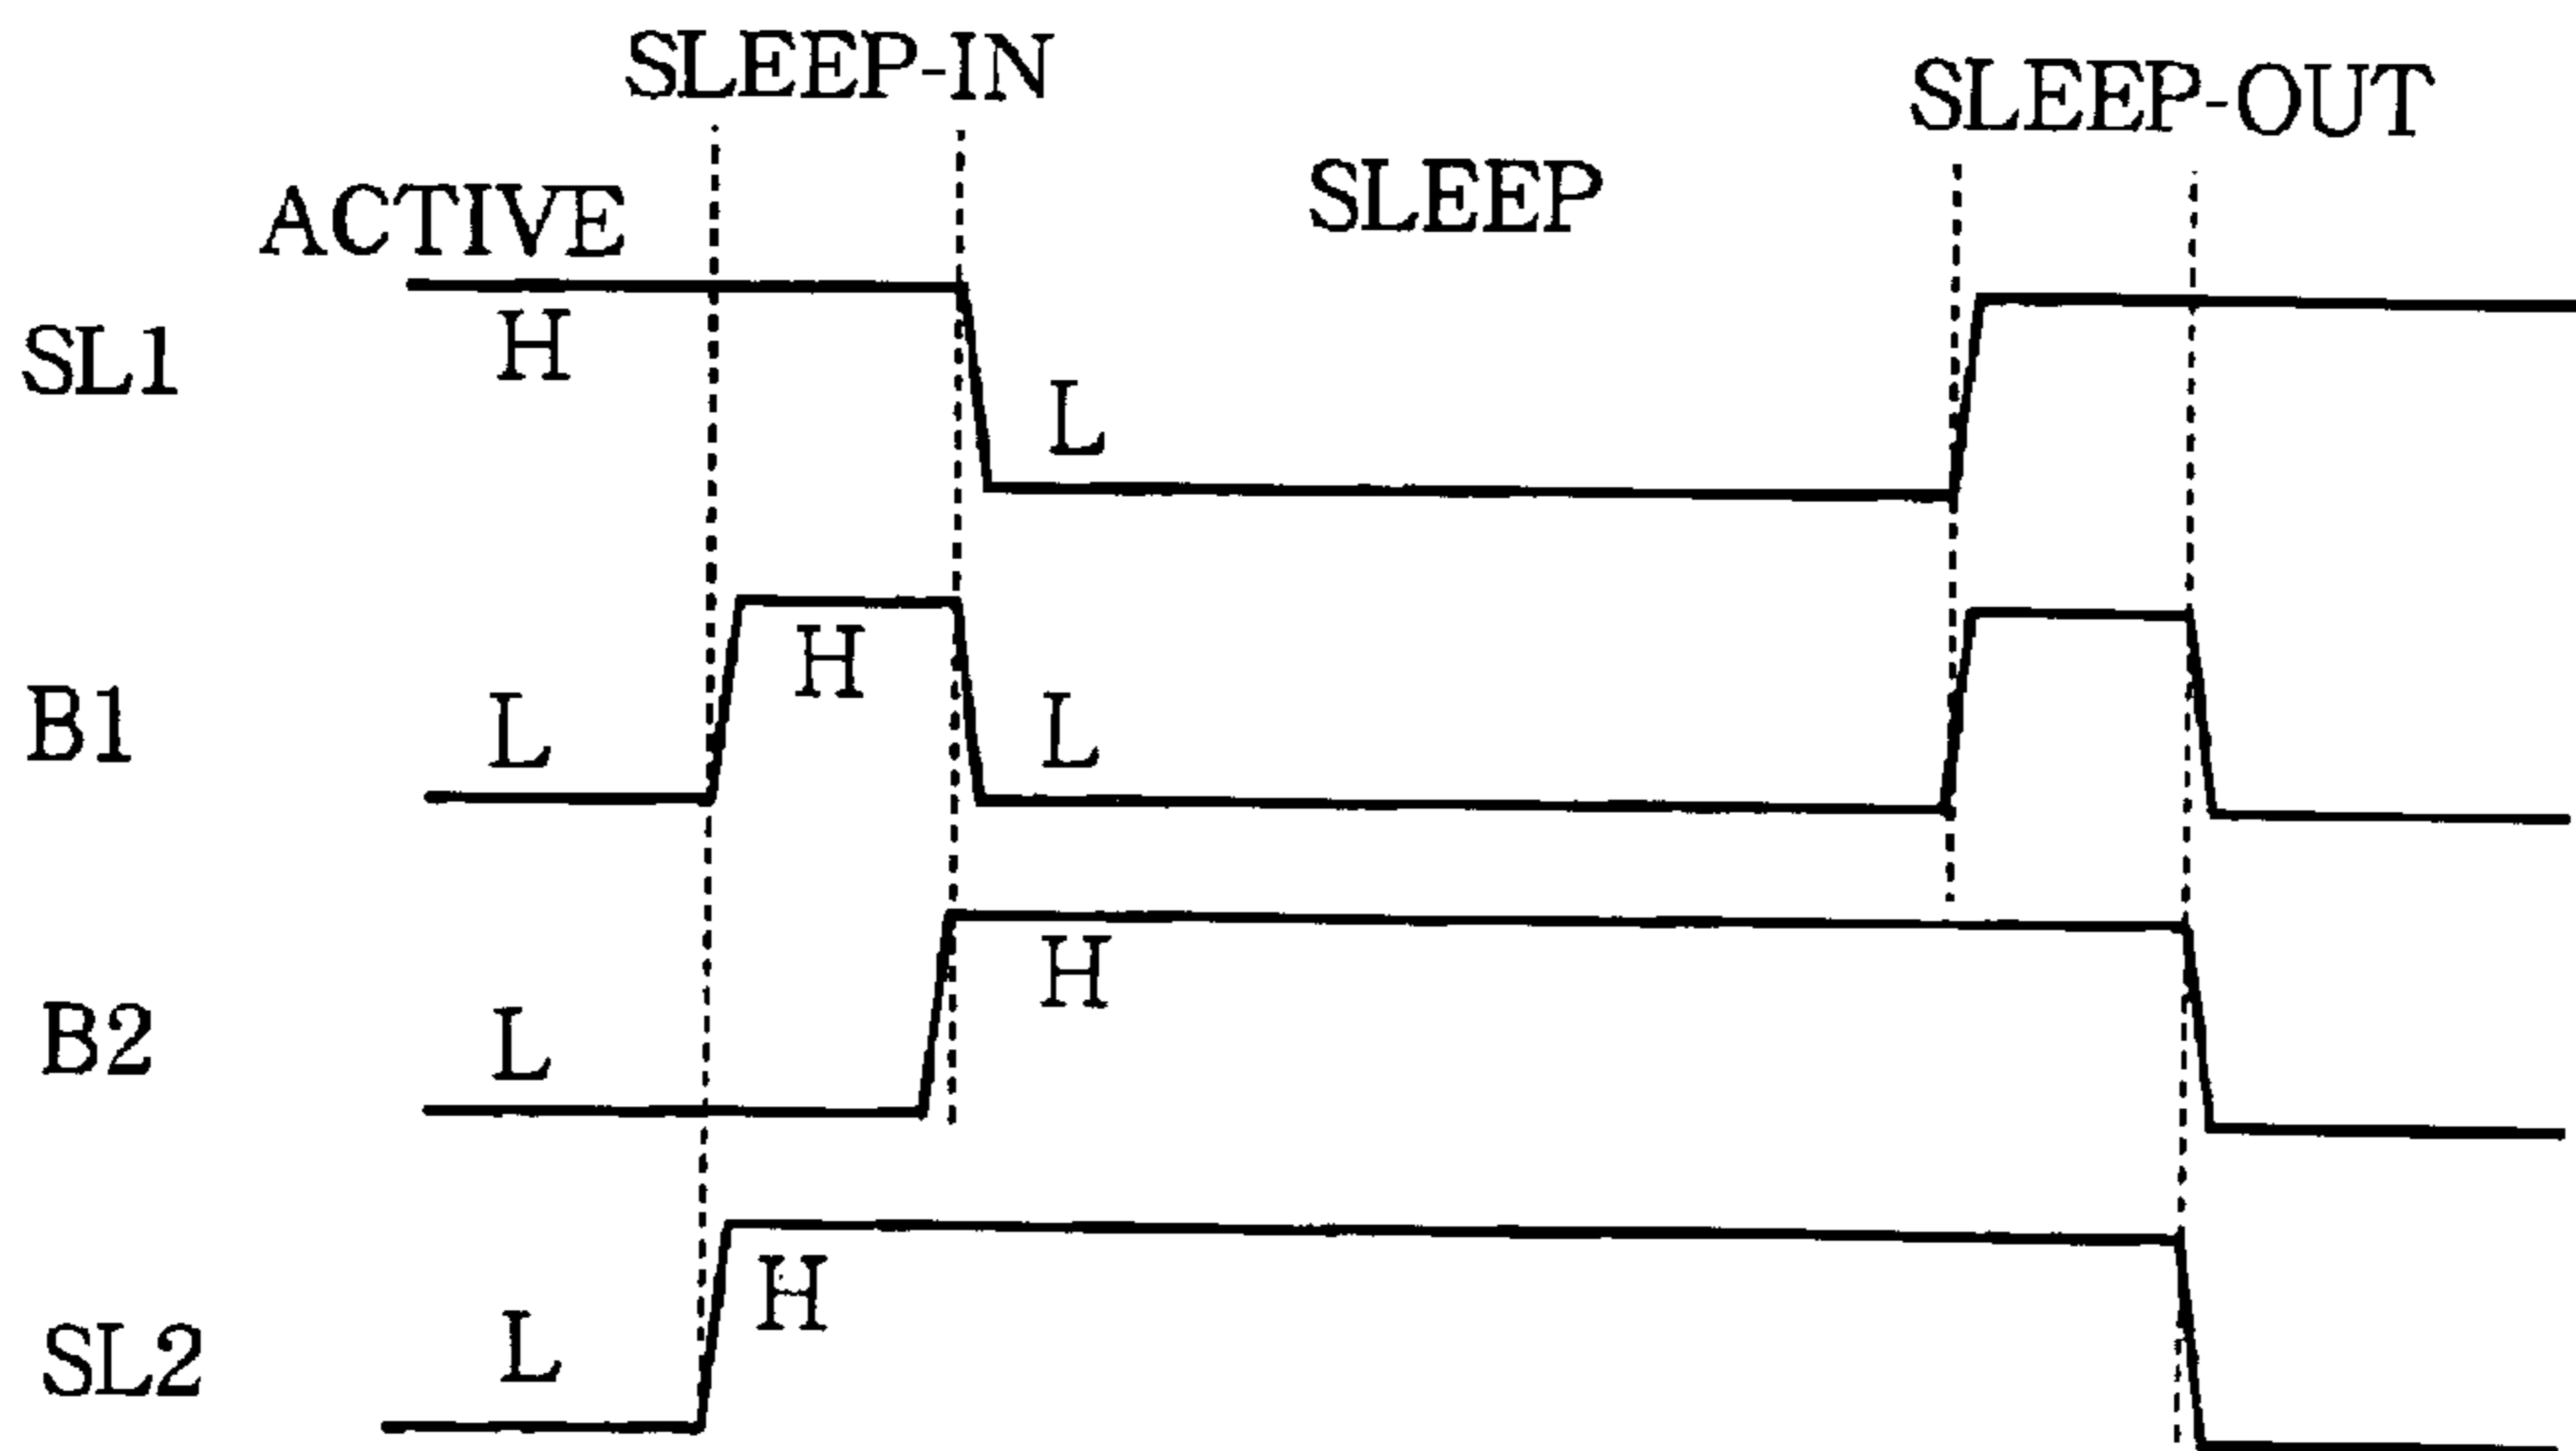 SLEEP-IN
SLEEP-OUT
ACTIVE
SLEEP
SL1
H
L
B1
L
H
L
B2
L
H
SL2
L
H